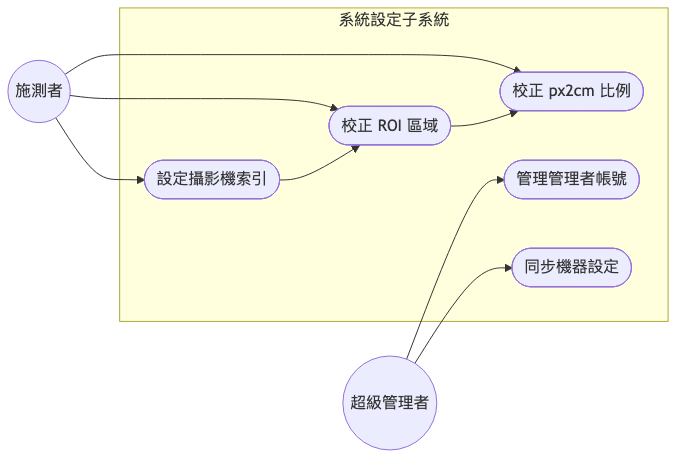 系統設定子系統
施測者
校正 px2cm 比例
校正 ROI 區域
設定攝影機索引
管理管理者帳號
同步機器設定
超級管理者